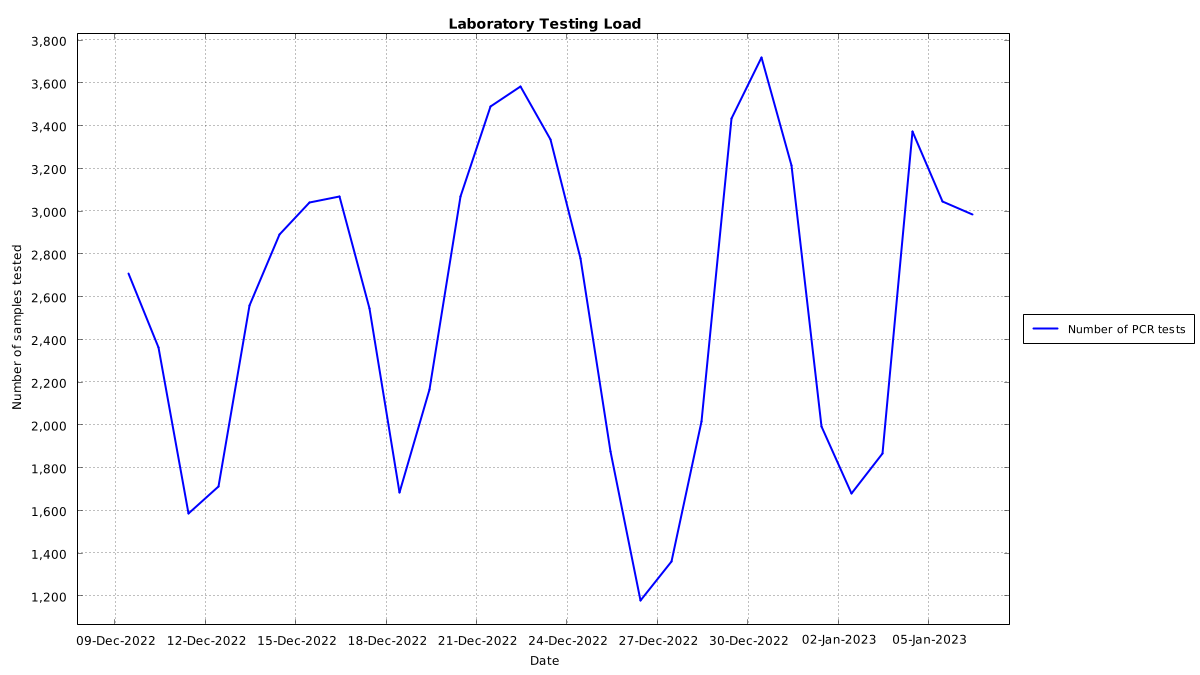 Laboratory Testing Load
3,800
3,600
3,400
3,200
3,000
2,800
2,600
2,400
2,200
2,000
1,800
1,600
1,400
1,200
Number of samples tested
09-Dec-2022 12-Dec-2022 15-Dec-2022 18-Dec-2022 21-Dec-2022 24-Dec-2022 27-Dec-2022 30-Dec-2022 02-Jan-2023 05-Jan-2023
Date
Number of PCR tests